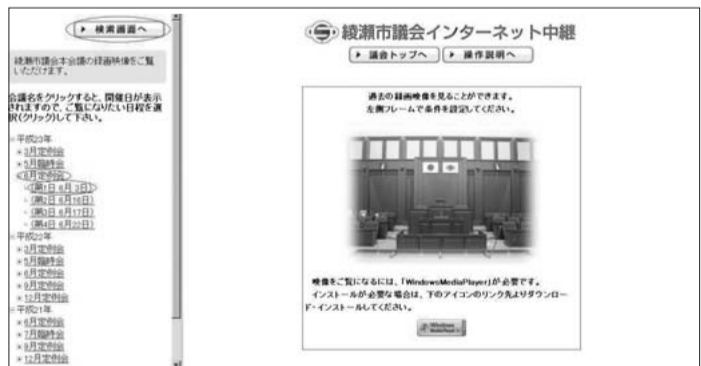 検索画面へ
綾瀬市議会本会議の録画映像をご覧
いただけます。
会議名をクリックすると、開催日が表示
されますので、ご覧になりたい日程を選
択(クリック)して下さい。
平成23年
3月定例会
5月臨時会
6月定例会
(第1日 6月 3日)
(第2日 6月16日)
(第3日 6月17日)
(第4日 6月22日)
平成22年
3月定例会
5月臨時会
6月定例会
9月定例会
12月定例会
平成21年
6月定例会
7月臨時会
9月定例会
12月定例会
綾瀬市議会インターネット中継
議会トップへ
操作説明へ
過去の録画映像を見ることができます。
左側フレームで条件を設定してください。
映像をご覧になるには、「WindowsMediaPlayer」が必要です。
インストールが必要な場合は、下のアイコンのリンク先よりダウンロー
ド・インストールしてください。
Windows
MediaPlayer